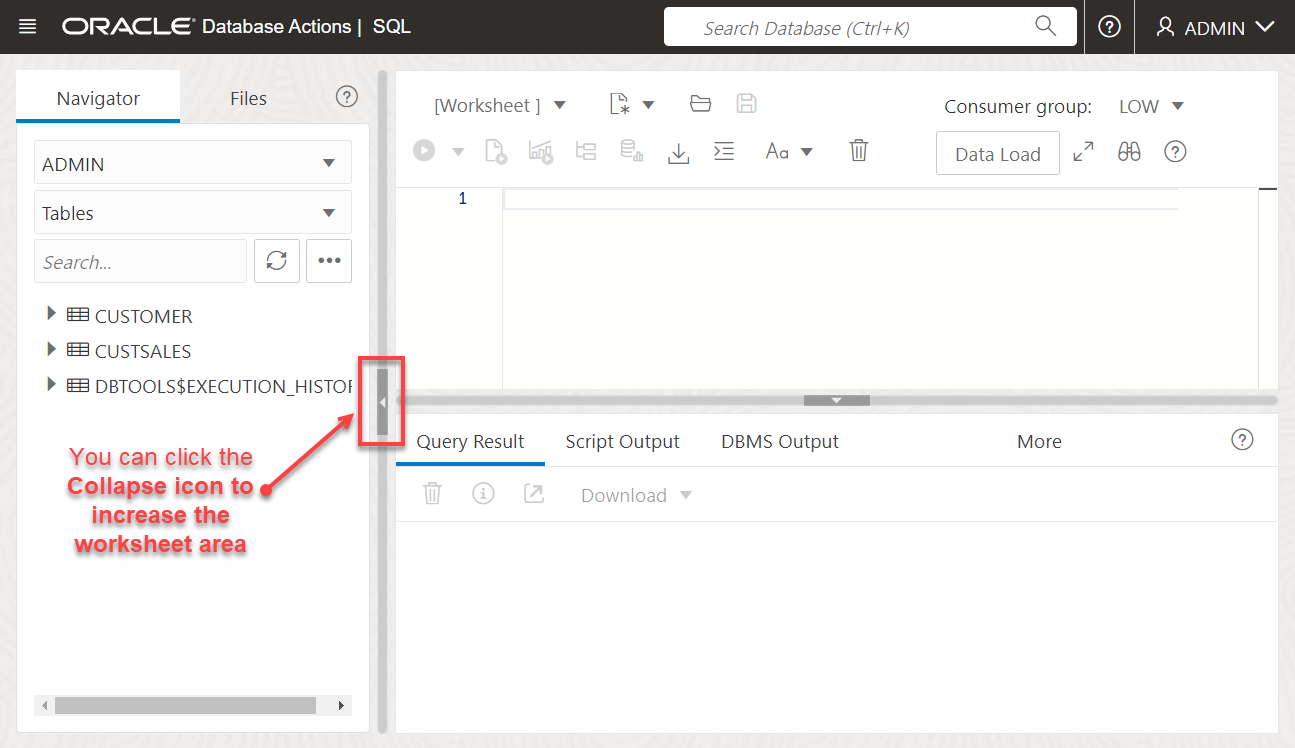 ORACLE® Database Actions | SQL
Search Database (Ctrl+K)
ADMIN
Navigator
Files
ADMIN
Tables
Search...
CUSTOMER
CUSTSALES
DBTOOLS$EXECUTION_HISTOR
You can click the
Collapse icon to
increase the
worksheet area
[Worksheet ]
Consumer group:
LOW
Aa
Data Load
1
Query Result
Script Output
DBMS Output
More
Download